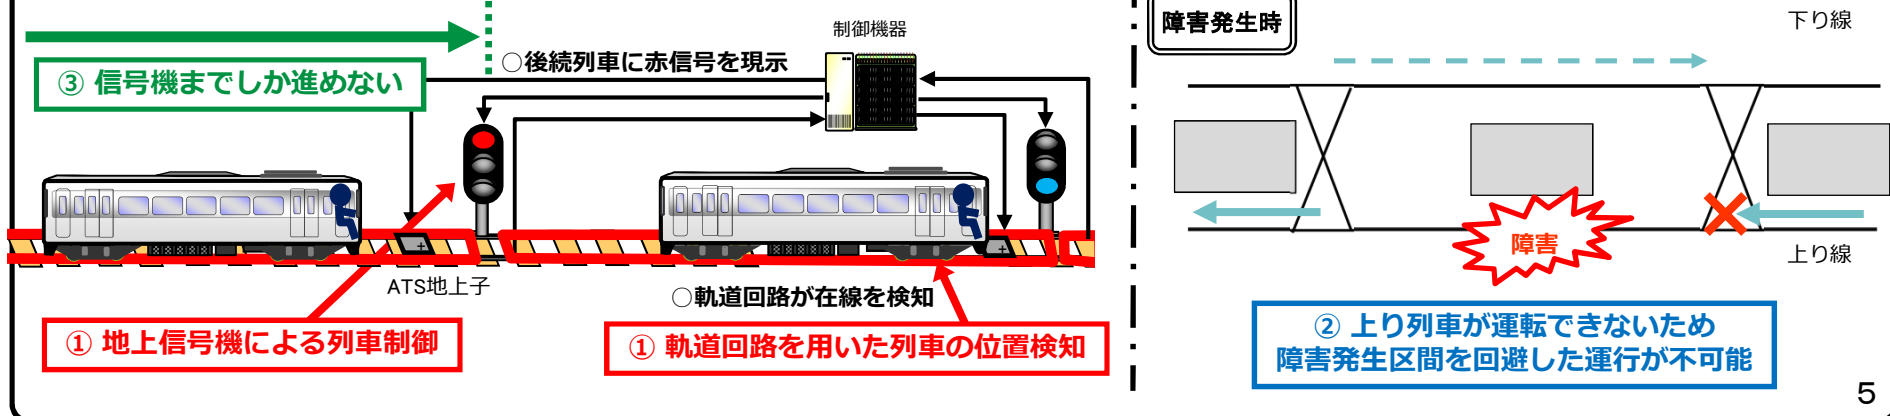 制御機器
○後続列車に赤信号を現示
③ 信号機までしか進めない
ATS地上子
○軌道回路が在線を検知
① 地上信号機による列車制御
① 軌道回路を用いた列車の位置検知
障害発生時
下り線
障害
上り線
② 上り列車が運転できないため
障害発生区間を回避した運行が不可能
5